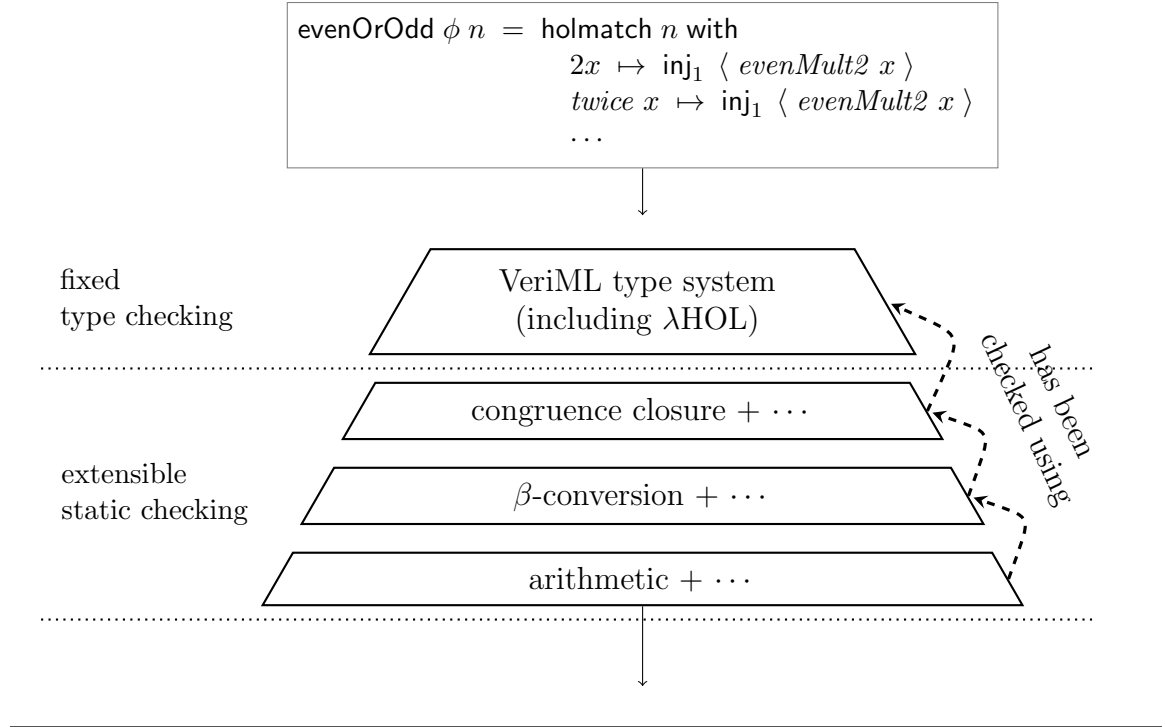 evenOrOdd ϕ n = holmatch n with
2x ↦ inj₁ ⟨ evenMult2 x ⟩
twice x ↦ inj₁ ⟨ evenMult2 x ⟩
···
fixed
type checking
VeriML type system
(including λHOL)
has been
checked using
congruence closure + ···
extensible
static checking
β-conversion + ···
arithmetic + ···